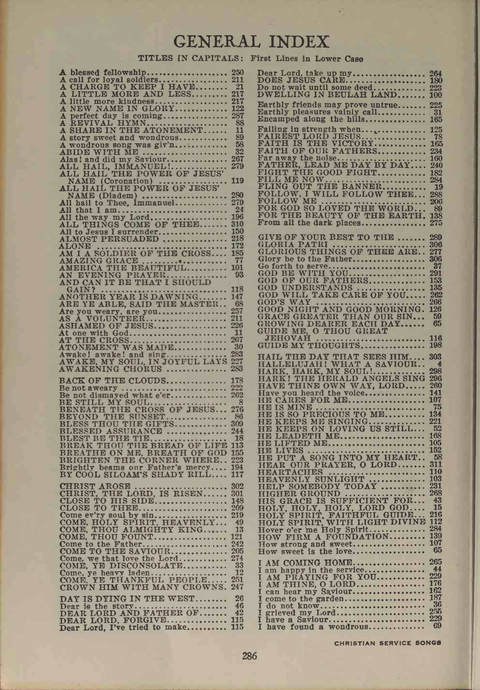 GENERAL INDEX
TITLES IN CAPITALS: First Lines in Lower Case
A blessed fellowship.................. 250
A call for loyal soldiers.............. 211
A CHARGE TO KEEP I HAVE........ 21
A LITTLE MORE AND LESS........ 217
A little more kindness................ 217
A NEW NAME IN GLORY............ 122
A perfect day is coming.............. 287
A REVIVAL HYMN................... 88
A SHARE IN THE ATONEMENT..... 11
A story sweet and wondrous......... 89
A wondrous song was giv'n.......... 58
ABIDE WITH ME.................... 32
Alas! and did my Saviour............. 267
ALL HAIL, IMMANUEL!............. 279
ALL HAIL THE POWER OF JESUS'
NAME (Coronation)................. 119
ALL HAIL THE POWER OF JESUS'
NAME (Diadem).................... 280
All hail to Thee, Immanuel........... 279
All that I am......................... 24
All the way my Lord................. 196
ALL THINGS COME OF THEE....... 310
All to Jesus I surrender.............. 150
ALMOST PERSUADED ............... 218
ALONE .............................. 172
AM I A SOLDIER OF THE CROSS.... 185
AMAZING GRACE ................... 77
AMERICA THE BEAUTIFUL......... 101
AN EVENING PRAYER............... 93
AND CAN IT BE THAT I SHOULD
GAIN? ............................. 118
ANOTHER YEAR IS DAWNING...... 147
ARE YE ABLE, SAID THE MASTER.. 68
Are you weary, are you............... 237
AS A VOLUNTEER................... 211
ASHAMED OF JESUS................. 226
At one with God...................... 11
AT THE CROSS...................... 267
ATONEMENT WAS MADE........... 39
Awake! awake! and sing.............. 283
AWAKE, MY SOUL, IN JOYFUL LAYS 227
AWAKENING CHORUS .............. 283
BACK OF THE CLOUDS.............. 178
Be not aweary ....................... 222
Be not dismayed what e'er........... 262
BE STILL MY SOUL................. 8
BENEATH THE CROSS OF JESUS... 276
BEYOND THE SUNSET.............. 86
BLESS THOU THE GIFTS............ 309
BLESSED ASSURANCE .............. 244
BLEST BE THE TIE.................. 18
BREAK THOU THE BREAD OF LIFE 113
BREATHE ON ME, BREATH OF GOD 155
BRIGHTEN THE CORNER WHERE.. 223
Brightly beams our Father's mercy.... 194
BY COOL SILOAM'S SHADY RILL.... 117
CHRIST AROSE ..................... 302
CHRIST, THE LORD, IS RISEN...... 301
CLOSE TO HIS SIDE................. 148
CLOSE TO THEE.................... 209
Come ev'ry soul by sin............... 219
COME, HOLY SPIRIT, HEAVENLY... 49
COME, THOU ALMIGHTY KING..... 13
COME, THOU FOUNT................ 121
Come to the Father................... 242
COME TO THE SAVIOUR............. 205
Come, we that love the Lord.......... 274
COME, YE DISCONSOLATE.......... 33
Come, ye heavy laden................. 12
COME, YE THANKFUL PEOPLE...... 251
CROWN HIM WITH MANY CROWNS. 247
DAY IS DYING IN THE WEST........ 26
Dear is the story..................... 46
DEAR LORD AND FATHER OF...... 42
DEAR LORD, FORGIVE.............. 115
Dear Lord, I've tried to make......... 115
Dear Lord, take up my............... 264
DOES JESUS CARE.................. 180
Do not wait until some deed.......... 223
DWELLING IN BEULAH LAND...... 100
Earthly friends may prove untrue..... 225
Earthly pleasures vainly call......... 31
Encamped along the hills............. 165
Falling in strength when............. 125
FAIREST LORD JESUS............... 78
FAITH IS THE VICTORY............. 165
FAITH OF OUR FATHERS........... 234
Far away the noise................... 160
FATHER, LEAD ME DAY BY DAY.... 240
FIGHT THE GOOD FIGHT............ 182
FILL ME NOW....................... 284
FLING OUT THE BANNER........... 19
FOLLOW, I WILL FOLLOW THEE... 288
FOLLOW ME ....................... 206
FOR GOD SO LOVED THE WORLD... 89
FOR THE BEAUTY OF THE EARTH. 138
From all the dark places............. 275
GIVE OF YOUR BEST TO THE ....... 289
GLORIA PATRI ..................... 306
GLORIOUS THINGS OF THEE ARE.. 277
Glory be to the Father................ 306
Go forth to serve..................... 37
GOD BE WITH YOU................. 291
GOD OF OUR FATHERS............. 153
GOD UNDERSTANDS ............... 135
GOD WILL TAKE CARE OF YOU..... 262
GOD'S WAY ........................ 296
GOOD NIGHT AND GOOD MORNING. 126
GRACE GREATER THAN OUR SIN... 59
GROWING DEARER EACH DAY..... 65
GUIDE ME, O THOU GREAT
JEHOVAH ......................... 116
GUIDE MY THOUGHTS............... 198
HAIL THE DAY THAT SEES HIM.... 303
HALLELUJAH! WHAT A SAVIOUR.. 4
HARK, HARK, MY SOUL!............ 298
HARK! THE HERALD ANGELS SING 296
HAVE THINE OWN WAY, LORD..... 269
Have you heard the voice............. 141
HE CARES FOR ME................. 107
HE IS MINE ........................ 75
HE IS SO PRECIOUS TO ME........ 134
HE KEEPS ME SINGING............. 221
HE KEEPS ON LOVING US STILL.... 52
HE LEADETH ME................... 168
HE LIFTED ME..................... 105
HE LIVES .......................... 152
HE PUT A SONG INTO MY HEART.. 58
HEAR OUR PRAYER, O LORD....... 311
HEARTACHES ...................... 110
HEAVENLY SUNLIGHT ............. 103
HELP SOMEBODY TODAY ......... 231
HIGHER GROUND ................... 268
HIS GRACE IS SUFFICIENT FOR.... 43
HOLY, HOLY, HOLY, LORD GOD.... 15
HOLY SPIRIT, FAITHFUL GUIDE.... 216
HOLY SPIRIT, WITH LIGHT DIVINE 112
Hover o'er me Holy Spirit............ 284
HOW FIRM A FOUNDATION......... 139
How strong and sweet................ 107
How sweet is the love................ 65
I AM COMING HOME................ 265
I am happy in the service............ 44
I AM PRAYING FOR YOU............ 229
I AM THINE, O LORD............... 176
I can hear my Saviour............... 162
I come to the garden................. 187
I do not know ....................... 36
I grieved my Lord................... 255
I have a Saviour..................... 229
I have found a wondrous............. 69
CHRISTIAN SERVICE SONGS
286